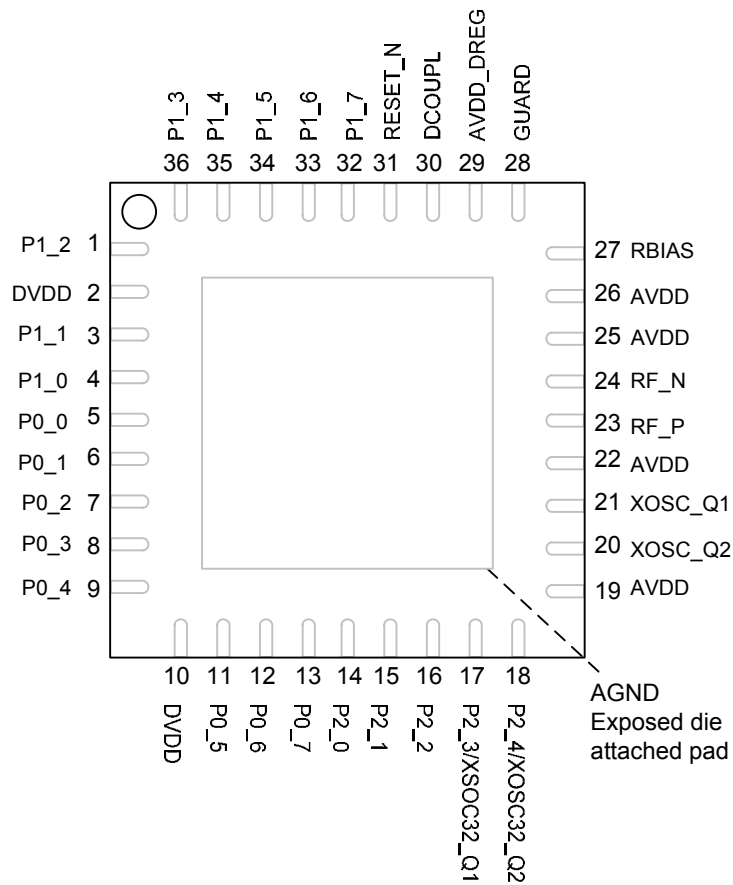 P1_3
P1_4
P1_5
P1_6
P1_7
RESET_N
DCOUPL
AVDD_DREG
GUARD
36 35 34 33 32 31 30 29 28
P1_2 1
DVDD 2
P1_1 3
P1_0 4
P0_0 5
P0_1 6
P0_2 7
P0_3 8
P0_4 9
27 RBIAS
26 AVDD
25 AVDD
24 RF_N
23 RF_P
22 AVDD
21 XOSC_Q1
20 XOSC_Q2
19 AVDD
10 11 12 13 14 15 16 17 18
DVDD
P0_5
P0_6
P0_7
P2_0
P2_1
P2_2
P2_3/XSOC32_Q1
P2_4/XOSC32_Q2
AGND
Exposed die
attached pad